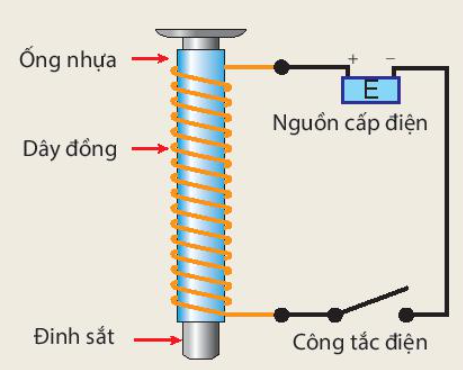 Ống nhựa
+ −
E
Nguồn cấp điện
Dây đồng
Đinh sắt
Công tắc điện